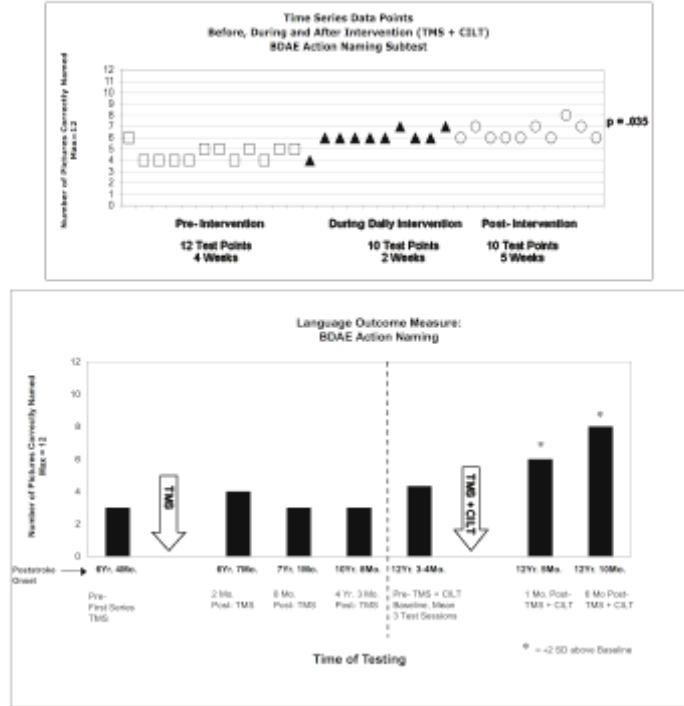 Time Series Data Points
Before, During and After Intervention (TMS + CILT)
BDAE Action Naming Subtest
Number of Pictures Correctly Named
Max=12
12
11
10
9
8
7
6
5
4
3
2
1
0
p = .035
Pre- Intervention During Daily Intervention Post- Intervention
12 Test Points 10 Test Points 10 Test Points
4 Weeks 2 Weeks 5 Weeks
Language Outcome Measure:
BDAE Action Naming
Number of Pictures Correctly Named
Max = 12
12
10
8
6
4
2
0
TMS
TMS + CILT
*
*
Poststroke
Onset
6Yr. 4Mo. 6Yr. 7Mo. 7Yr. 1Mo. 10Yr. 8Mo. 12Yr. 3-4Mo. 12Yr. 10Mo.
Pre- 2 Mo. 8 Mo. 4 Yr. 3 Mo. Pre- TMS + CILT 1 Mo. Post- 6 Mo Post-
First Series Post- TMS Post- TMS Post- TMS Baseline, Mean TMS + CILT TMS + CILT
TMS 3 Test Sessions
* = +2 SD above Baseline
Time of Testing